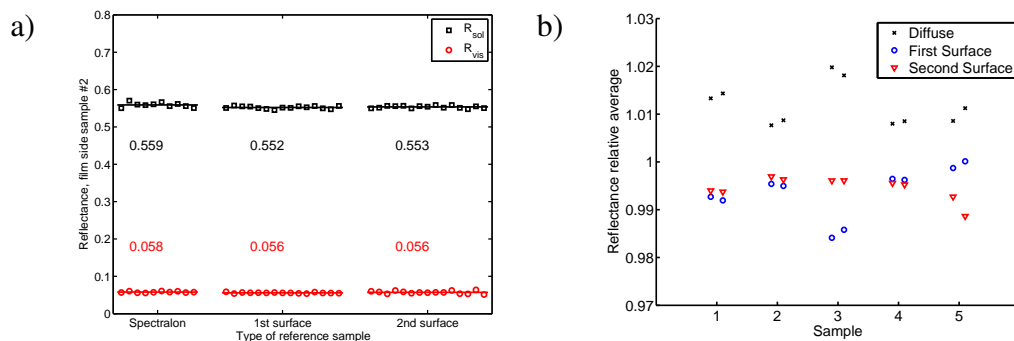 a)
Reflectance, film side sample #2
0.8
0.7
0.6
0.5
0.4
0.3
0.2
0.1
0
R_sol
R_vis
0.559
0.552
0.553
0.058
0.056
0.056
Spectralon
1st surface
2nd surface
Type of reference sample
b)
Reflectance relative average
1.03
1.02
1.01
1
0.99
0.98
0.97
Diffuse
First Surface
Second Surface
1
2
3
4
5
Sample